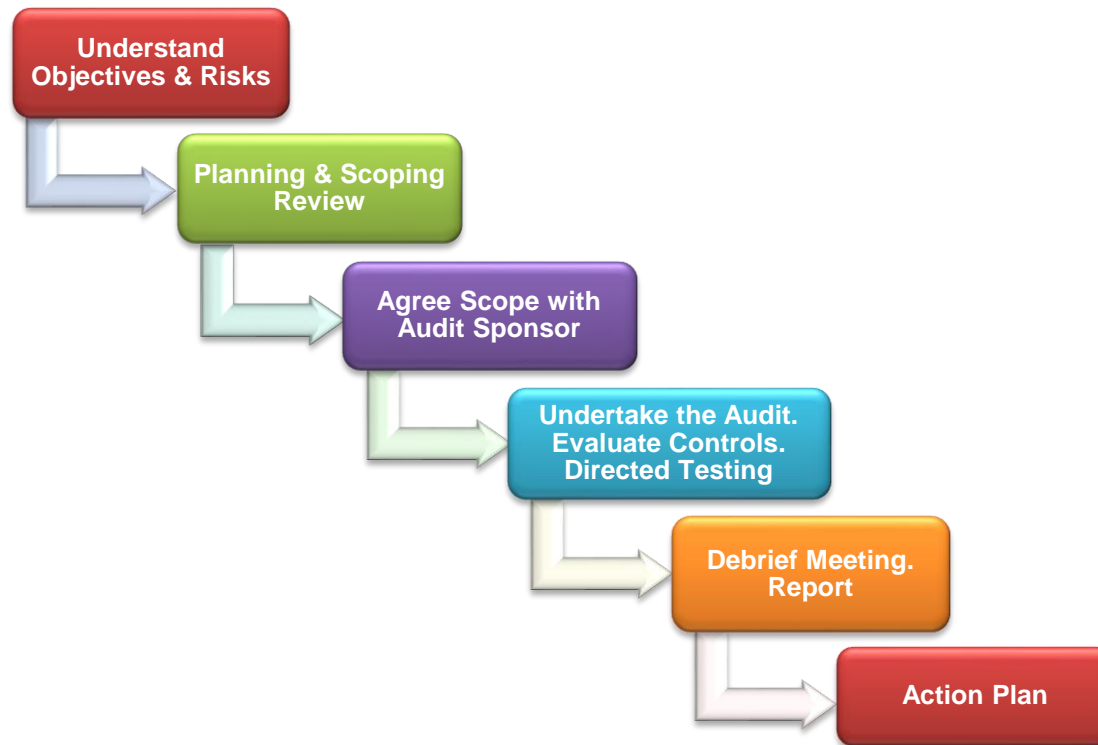 Understand
Objectives & Risks
Planning & Scoping
Review
Agree Scope with
Audit Sponsor
Undertake the Audit.
Evaluate Controls.
Directed Testing
Debrief Meeting.
Report
Action Plan